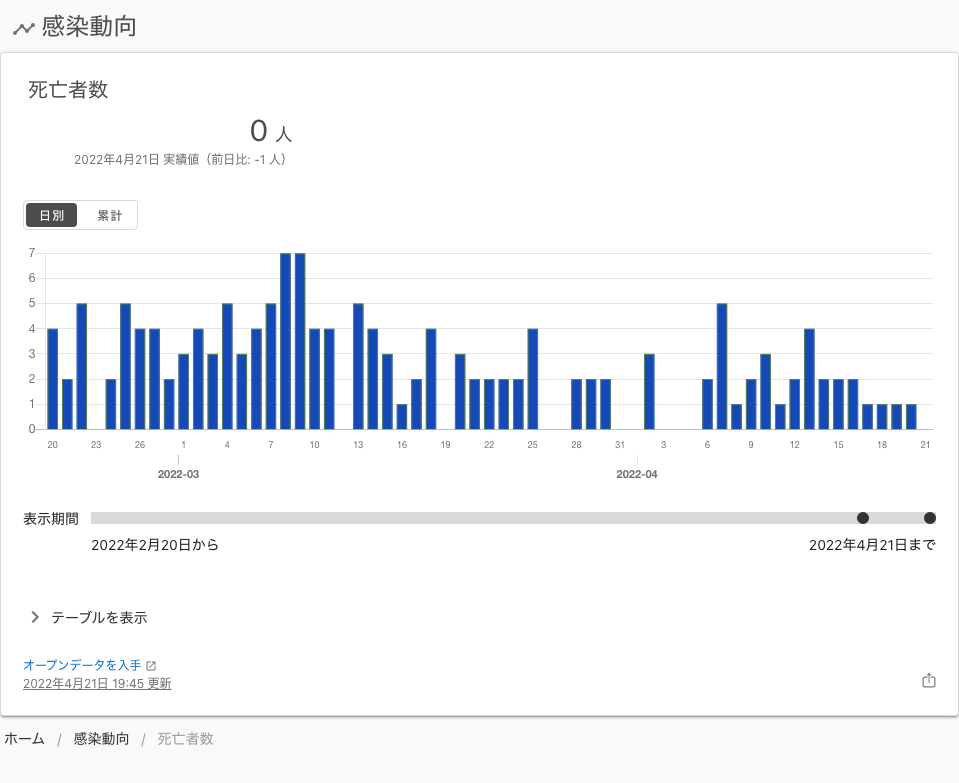 感染動向
死亡者数
0 人
2022年4月21日 実績値（前日比: -1 人）
日別 累計
7
6
5
4
3
2
1
0
20 23 26 1 4 7 10 13 16 19 22 25 28 31 3 6 9 12 15 18 21
2022-03 2022-04
表示期間
2022年2月20日から 2022年4月21日まで
テーブルを表示
オープンデータを入手
2022年4月21日 19:45 更新
ホーム / 感染動向 / 死亡者数